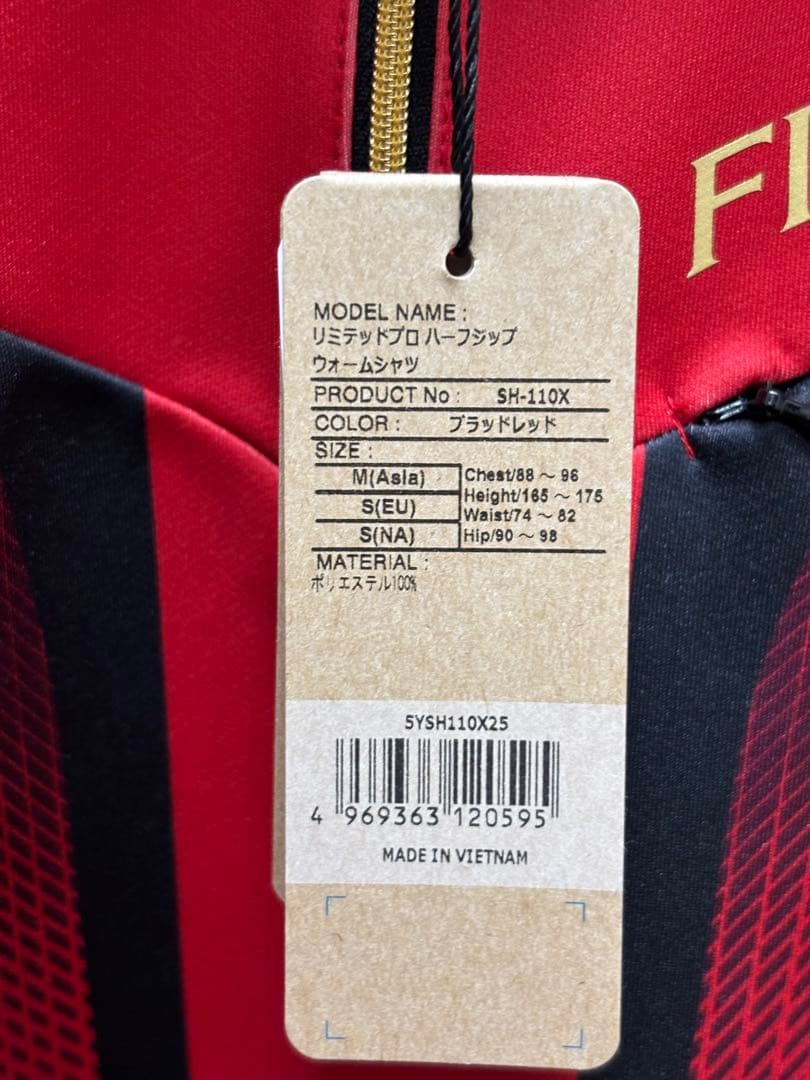 FI
MODEL NAME :
リミテッドプロ ハーフジップ
ウォームシャツ
PRODUCT No : SH-110X
COLOR : ブラッドレッド
SIZE :
M(Asia)
S(EU)
S(NA)
Chest/88 ～ 96
Height/165 ～ 175
Waist/74 ～ 82
Hip/90 ～ 98
MATERIAL :
ポリエステル100%
5YSH110X25
4 969363 120595
MADE IN VIETNAM